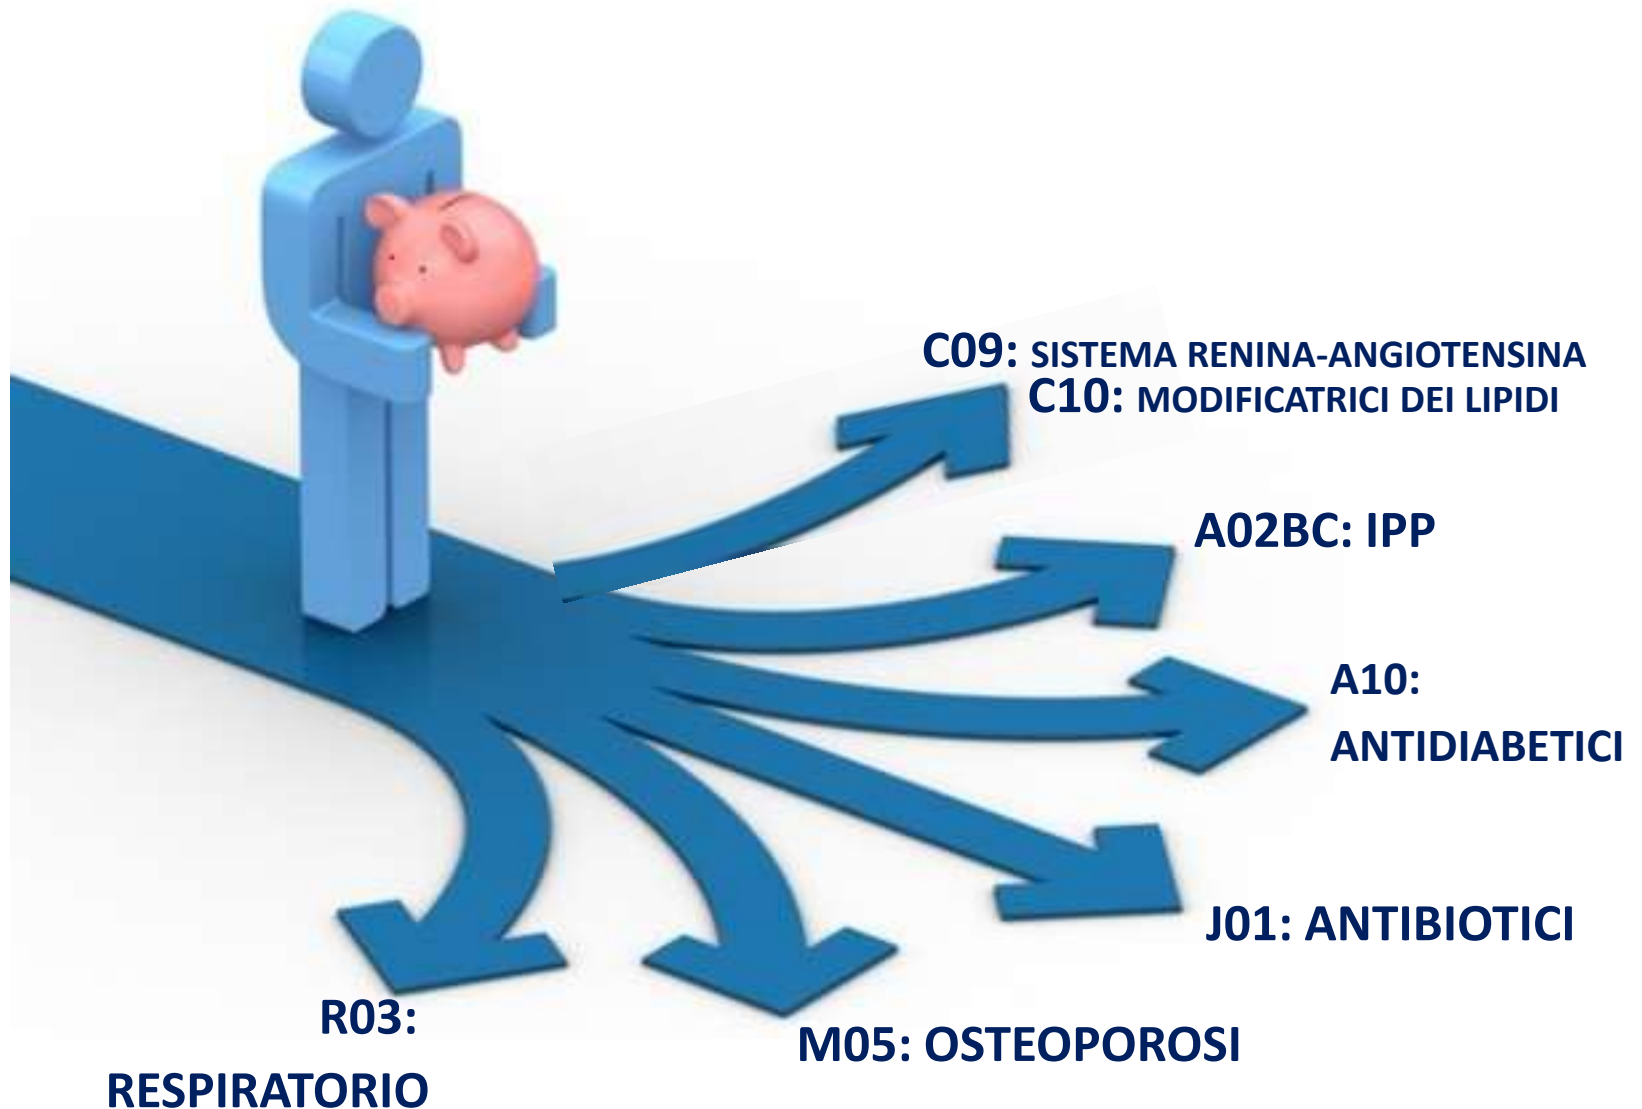 C09: SISTEMA RENINA-ANGIOTENSINA
C10: MODIFICATRICI DEI LIPIDI
A02BC: IPP
A10:
ANTIDIABETICI
J01: ANTIBIOTICI
M05: OSTEOPOROSI
R03:
RESPIRATORIO